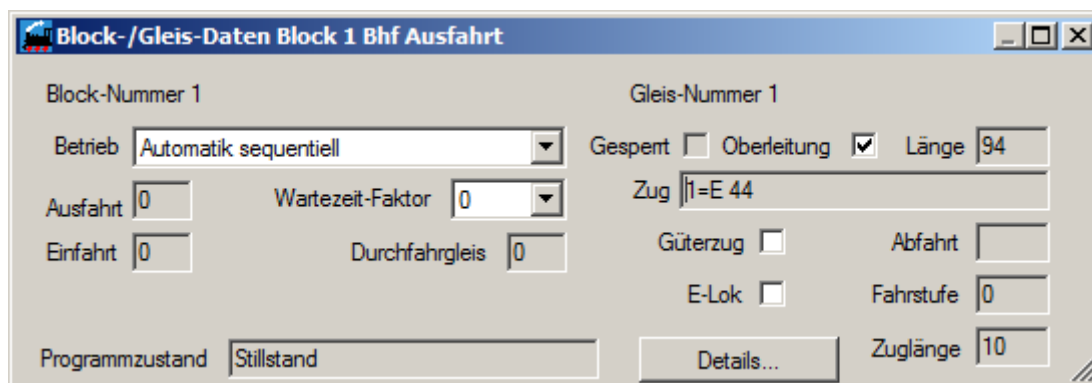 Block-/Gleis-Daten Block 1 Bhf Ausfahrt
Block-Nummer 1 Gleis-Nummer 1
Betrieb Automatik sequentiell Gesperrt Oberleitung Länge 94
Ausfahrt 0 Wartezeit-Faktor 0 Zug 1=E 44
Einfahrt 0 Durchfahrgleis 0 Güterzug Abfahrt
E-Lok Fahrstufe 0
Programmzustand Stillstand Details... Zuglänge 10